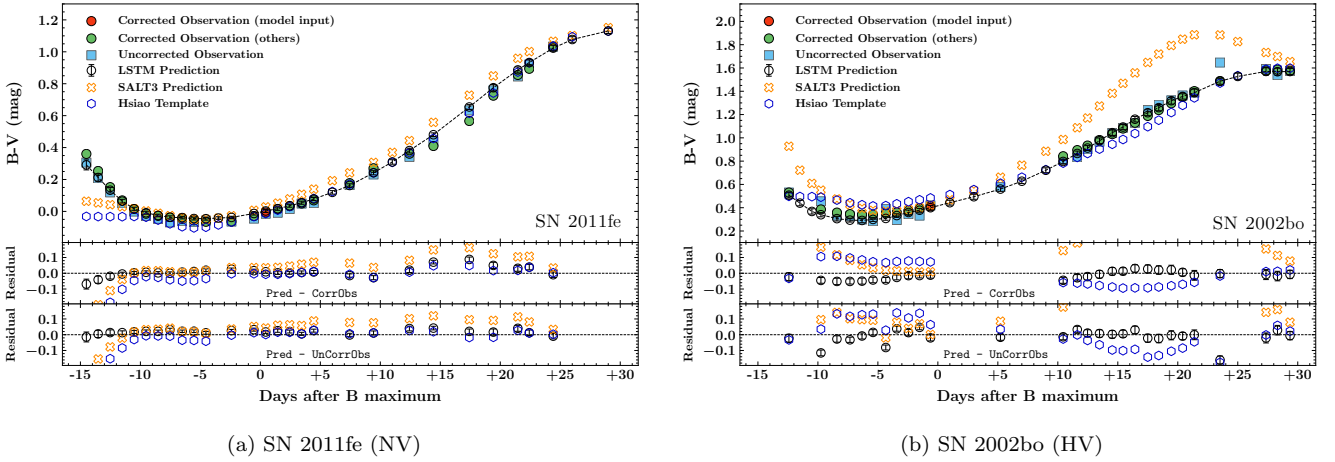 1.2
1.0
0.8
0.6
0.4
0.2
0.0
B-V (mag)
Corrected Observation (model input)
Corrected Observation (others)
Uncorrected Observation
LSTM Prediction
SALT3 Prediction
Hsiao Template
SN 2011fe
0.1
0.0
−0.1
Residual
Pred - CorrObs
0.1
0.0
−0.1
Residual
Pred - UnCorrObs
-15 -10 -5 0 +5 +10 +15 +20 +25 +30
Days after B maximum
(a) SN 2011fe (NV)
2.0
1.8
1.6
1.4
1.2
1.0
0.8
0.6
0.4
0.2
B-V (mag)
Corrected Observation (model input)
Corrected Observation (others)
Uncorrected Observation
LSTM Prediction
SALT3 Prediction
Hsiao Template
SN 2002bo
0.1
0.0
−0.1
Residual
Pred - CorrObs
0.1
0.0
−0.1
Residual
Pred - UnCorrObs
-15 -10 -5 0 +5 +10 +15 +20 +25 +30
Days after B maximum
(b) SN 2002bo (HV)